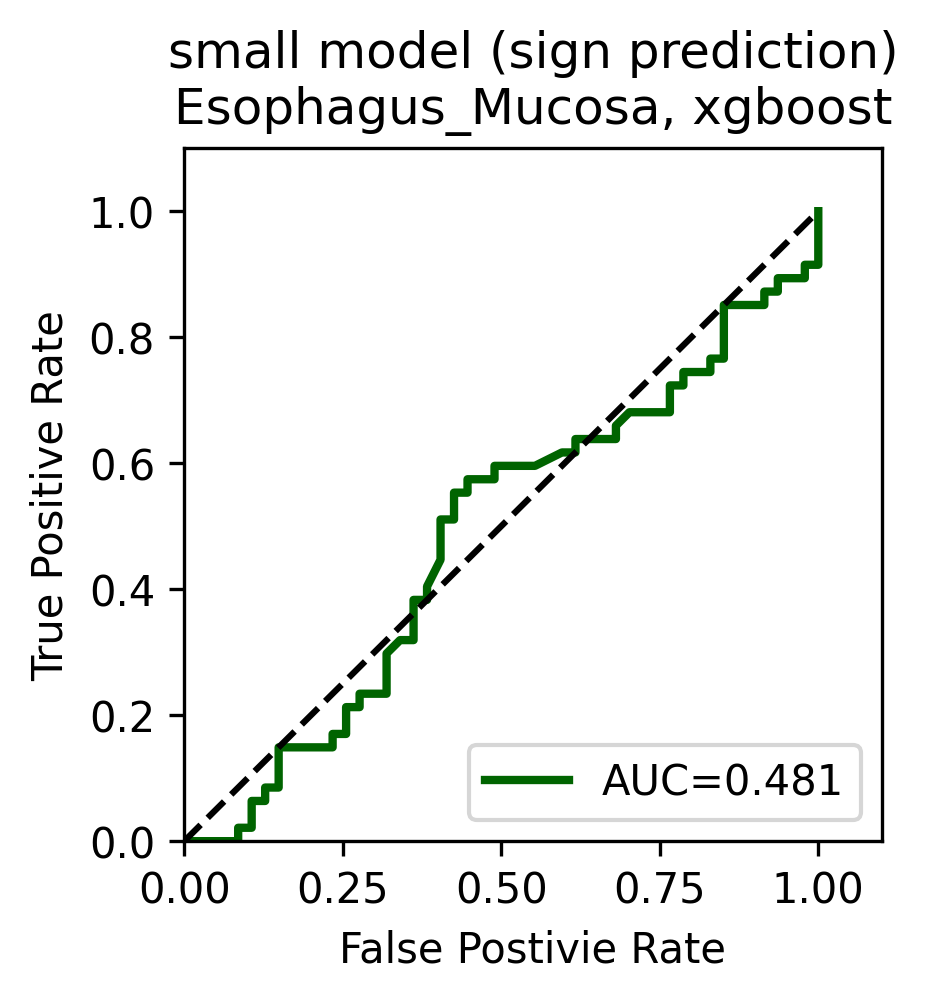 small model (sign prediction)
Esophagus_Mucosa, xgboost
True Positive Rate
1.0
0.8
0.6
0.4
0.2
0.0
AUC=0.481
0.00 0.25 0.50 0.75 1.00
False Postivie Rate